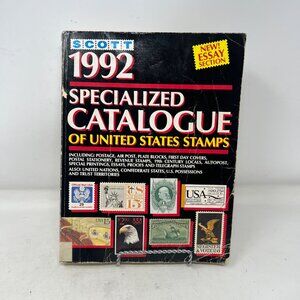 SCOTT
1992
NEW!
ESSAY
SECTION
SPECIALIZED
CATALOGUE
OF UNITED STATES STAMPS
INCLUDING: POSTAGE, AIR POST, PLATE BLOCKS, FIRST DAY COVERS,
POSTAL STATIONERY, REVENUE STAMPS, 19th CENTURY LOCALS, AUTOPOST,
SPECIAL PRINTINGS, ESSAYS, PROOFS AND TELEGRAPH STAMPS
ALSO: UNITED NATIONS, CONFEDERATE STATES, U.S. POSSESSIONS
AND TRUST TERRITORIES
USA
REGISTER
& VOTE